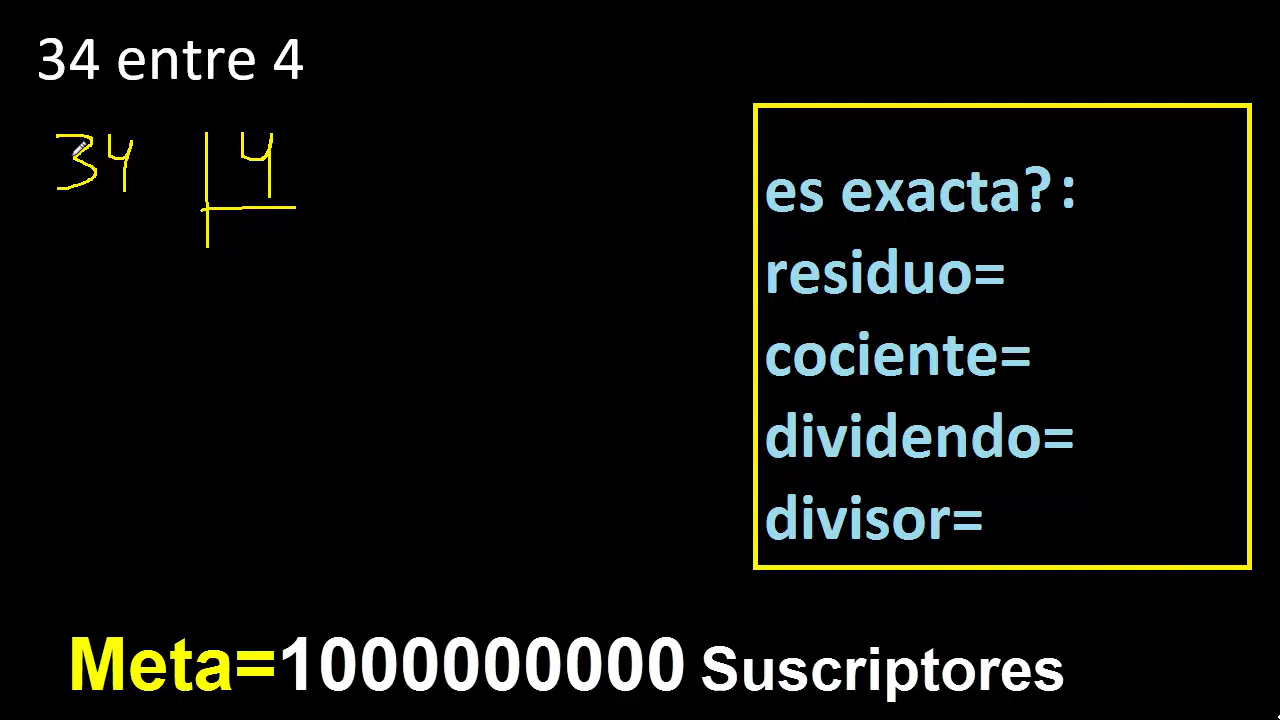 34 entre 4
34 4
es exacta?:
residuo=
cociente=
dividendo=
divisor=
Meta=1000000000 Suscriptores